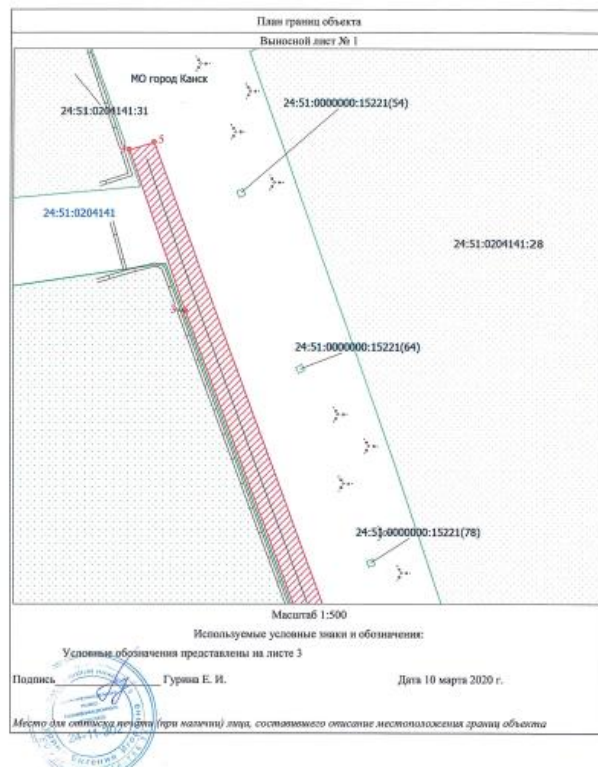 План границ объекта
Выносной лист № 1
МО город Канск
24:51:0000000:15221(54)
24:51:0204141:31
5
24:51:0204141
24:51:0204141:28
3
24:51:0000000:15221(64)
24:51:0000000:15221(78)
Масштаб 1:500
Используемые условные знаки и обозначения:
Условные обозначения представлены на листе 3
Подпись Гурина Е. И. Дата 10 марта 2020 г.
Место для оттиска печати (при наличии) лица, составившего описание местоположения границ объекта
Евгения